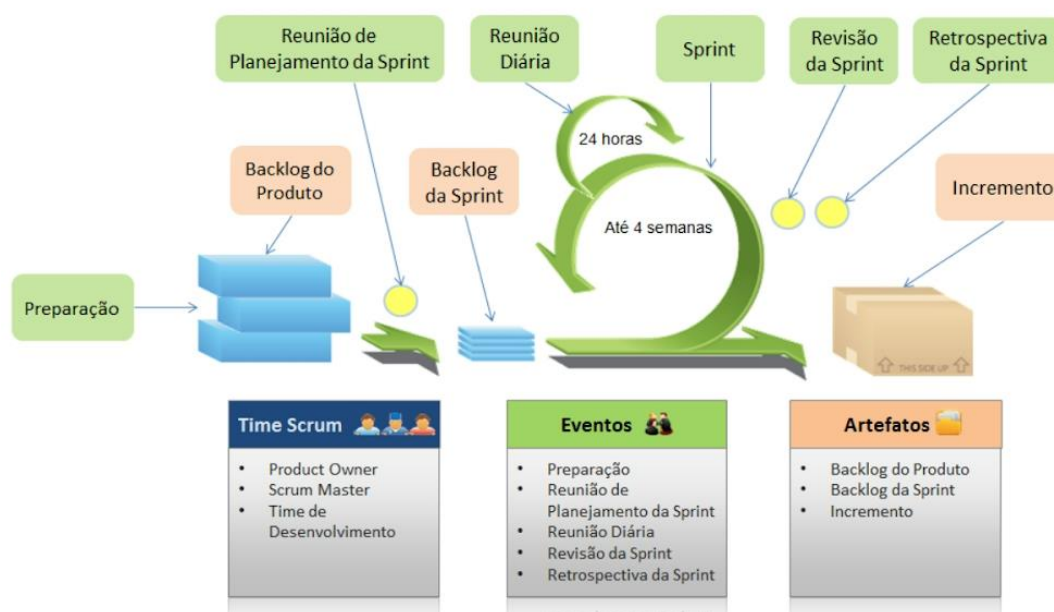 Reunião de
Planejamento da Sprint
Reunião
Diária
Sprint
Revisão
da Sprint
Retrospectiva
da Sprint
24 horas
Backlog do
Produto
Backlog
da Sprint
Incremento
Até 4 semanas
Preparação
THIS SIDE UP
Time Scrum
• Product Owner
• Scrum Master
• Time de
Desenvolvimento
Eventos
• Preparação
• Reunião de
Planejamento da Sprint
• Reunião Diária
• Revisão da Sprint
• Retrospectiva da Sprint
Artefatos
• Backlog do Produto
• Backlog da Sprint
• Incremento